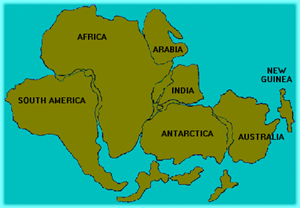 AFRICA
ARABIA
NEW
GUINEA
INDIA
SOUTH AMERICA
ANTARCTICA
AUSTRALIA